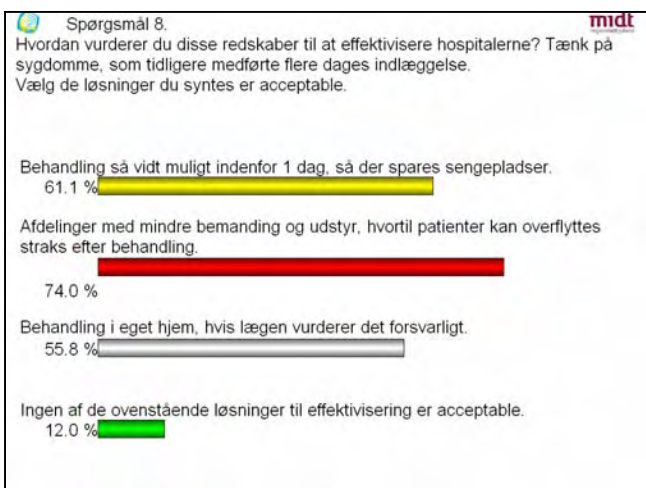 Spørgsmål 8.
midt
Hvordan vurderer du disse redskaber til at effektivisere hospitalerne? Tænk på
sygdomme, som tidligere medførte flere dages indlæggelse.
Vælg de løsninger du syntes er acceptable.
Behandling så vidt muligt indenfor 1 dag, så der spares sengepladser.
61.1 %
Afdelinger med mindre bemanding og udstyr, hvortil patienter kan overflyttes
straks efter behandling.
74.0 %
Behandling i eget hjem, hvis lægen vurderer det forsvarligt.
55.8 %
Ingen af de ovenstående løsninger til effektivisering er acceptable.
12.0 %